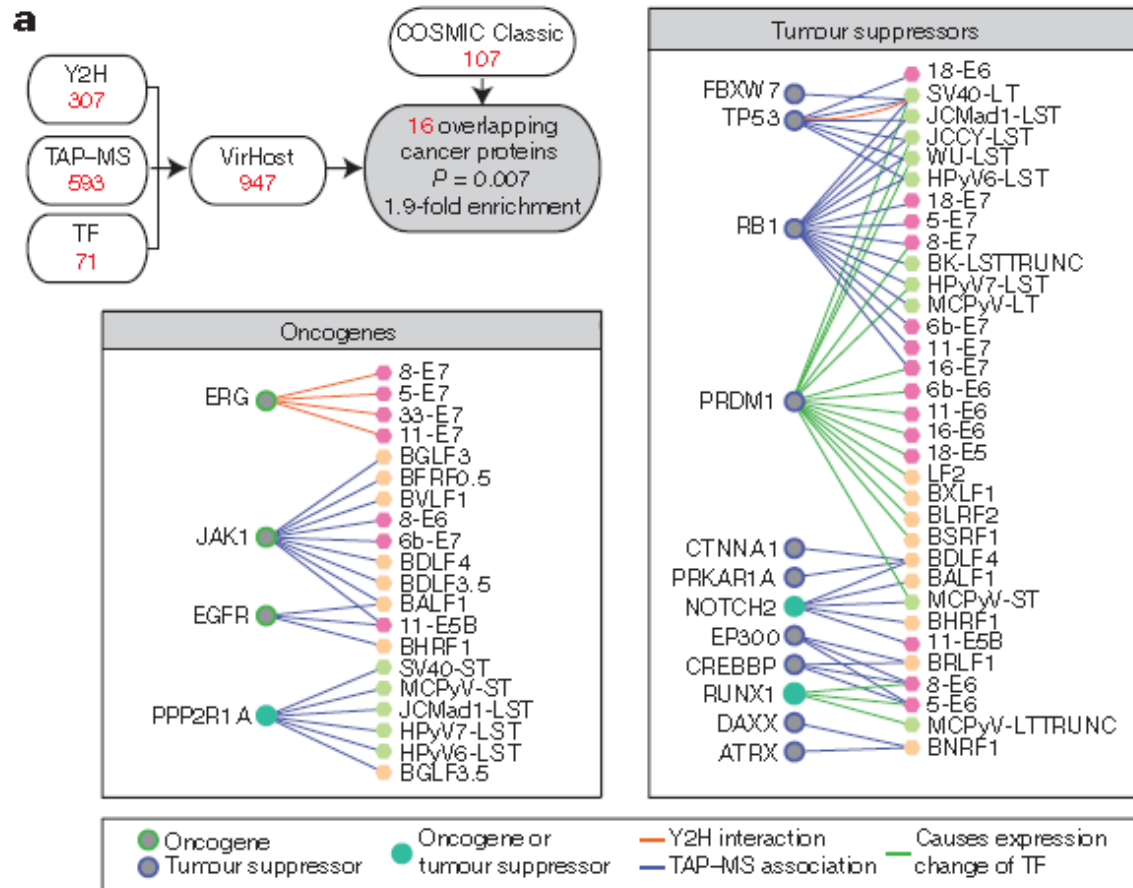 a
Y2H
307
TAP–MS
593
TF
71
VirHost
947
COSMIC Classic
107
16 overlapping
cancer proteins
P = 0.007
1.9-fold enrichment
Oncogenes
ERG
JAK1
EGFR
PPP2R1A
8-E7
5-E7
33-E7
11-E7
BGLF3
BFRF0.5
BVLF1
8-E6
6b-E7
BDLF4
BDLF3.5
BALF1
11-E5B
BHRF1
SV40-ST
MCPyV-ST
JCMad1-LST
HPyV7-LST
HPyV6-LST
BGLF3.5
Tumour suppressors
FBXW7
TP53
RB1
PRDM1
CTNNA1
PRKAR1A
NOTCH2
EP300
CREBBP
RUNX1
DAXX
ATRX
18-E6
SV40-LT
JCMad1-LST
JCCY-LST
WU-LST
HPyV6-LST
18-E7
5-E7
8-E7
BK-LSTTRUNC
HPyV7-LST
MCPyV-LT
6b-E7
11-E7
16-E7
6b-E6
11-E6
16-E6
18-E5
LF2
BXLF1
BLRF2
BSRF1
BDLF4
BALF1
MCPyV-ST
BHRF1
11-E5B
BRLF1
8-E6
5-E6
MCPyV-LTTRUNC
BNRF1
Oncogene
Tumour suppressor
Oncogene or
tumour suppressor
Y2H interaction
TAP–MS association
Causes expression
change of TF